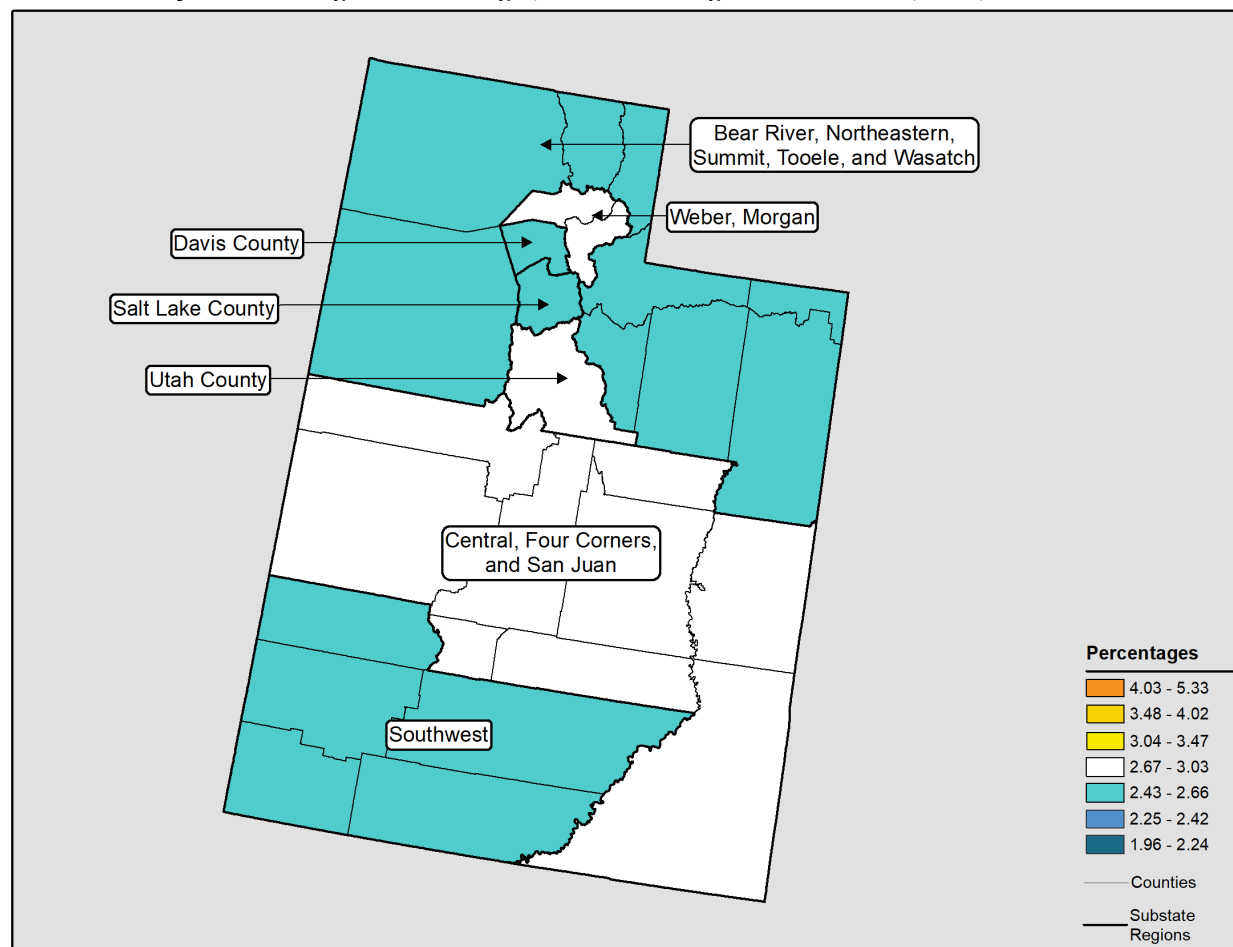 Bear River, Northeastern,
Summit, Tooele, and Wasatch
Weber, Morgan
Davis County
Salt Lake County
Utah County
Central, Four Corners,
and San Juan
Southwest
Percentages
4.03 - 5.33
3.48 - 4.02
3.04 - 3.47
2.67 - 3.03
2.43 - 2.66
2.25 - 2.42
1.96 - 2.24
Counties
Substate
Regions